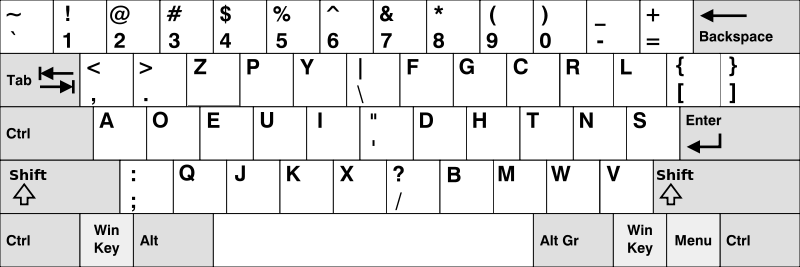 ~ ! @ # $ % ^ & * ( ) _ +
` 1 2 3 4 5 6 7 8 9 0 - = Backspace
Tab < > Z P Y | F G C R L { }
, . \ [ ]
Ctrl A O E U I " D H T N S Enter
'
Shift : Q J K X ? B M W V Shift
; /
Ctrl Win Key Alt Alt Gr Win Key Menu Ctrl